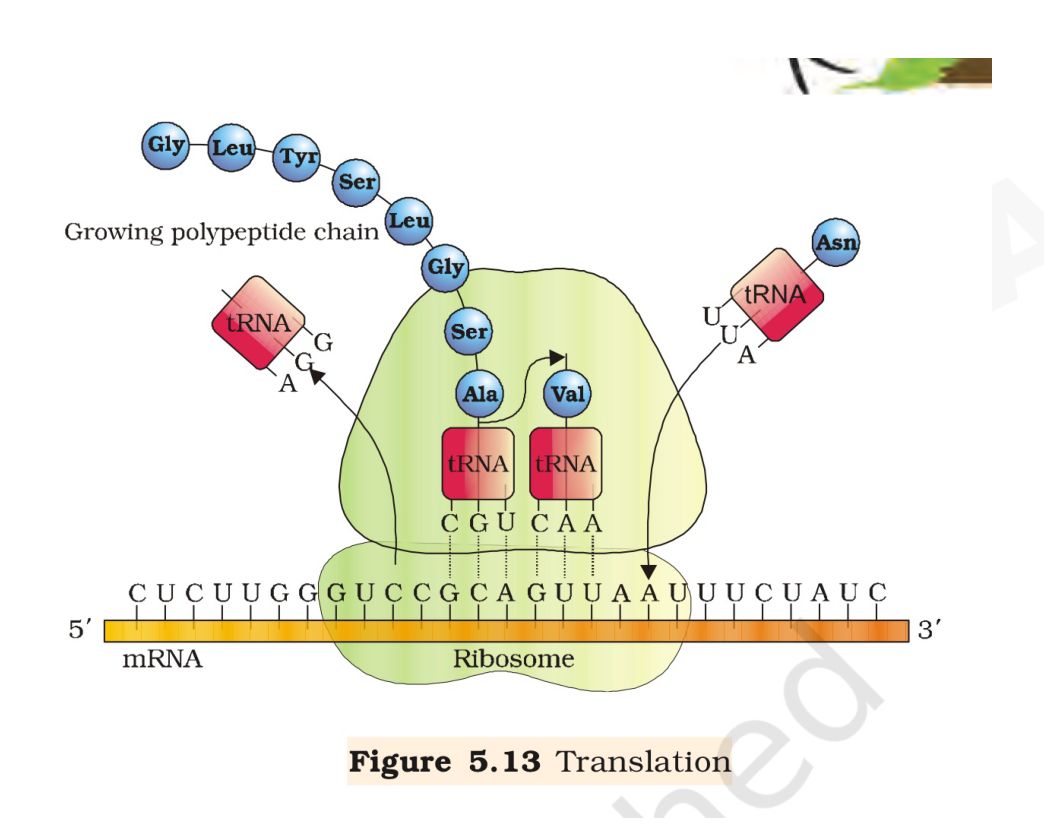 Gly Leu Tyr Ser Leu Gly Ser Ala Val
Growing polypeptide chain
Asn
tRNA
U U A
tRNA
A G G
tRNA tRNA
C G U C A A
C U C U U G G G U C C G C A G U U A A U U U C U A U C
5′ 3′
mRNA Ribosome
Figure 5.13 Translation
hed
A